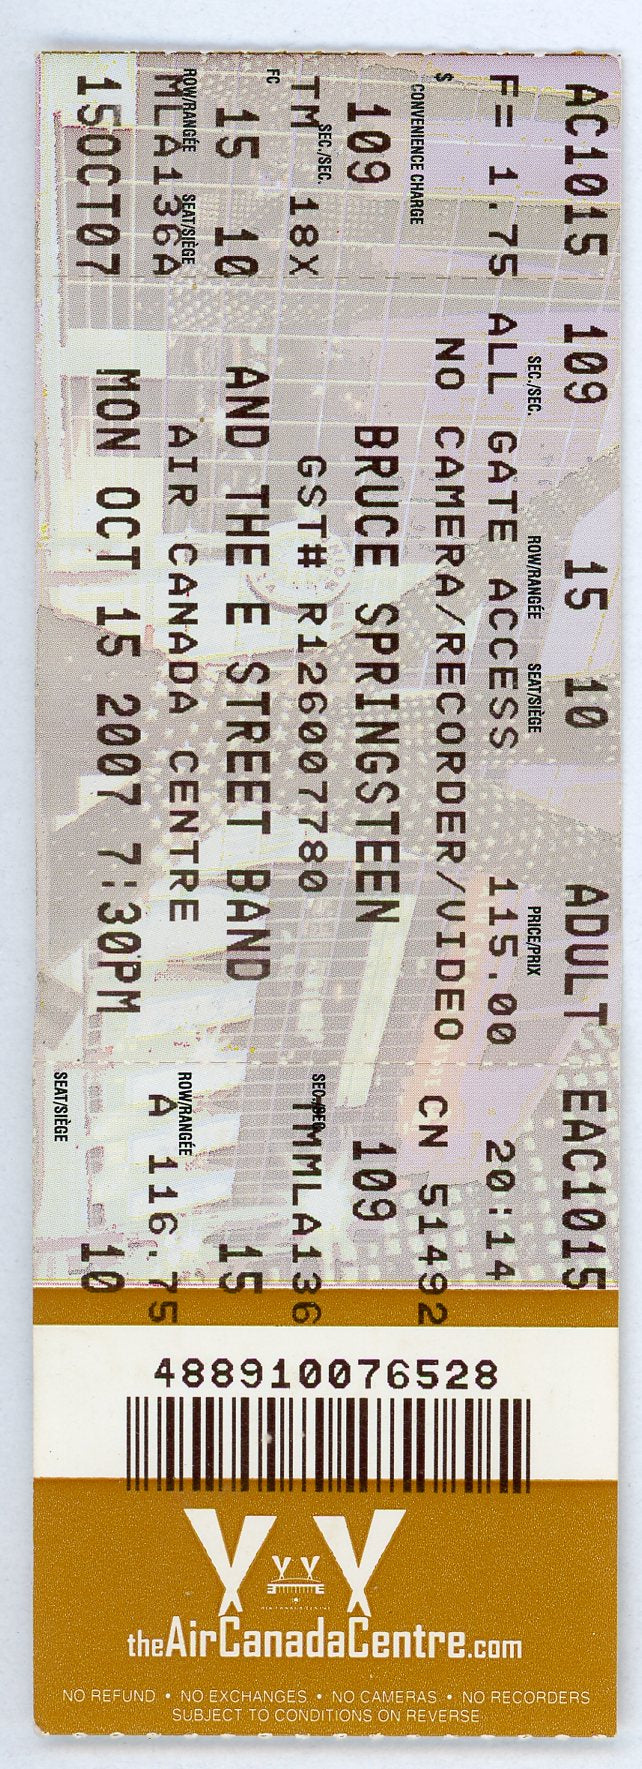 AC1015 109 15 10 ADULT EAC1015
SEC./SEC. ROW/RANGÉE SEAT/SIÈGE PRICE/PRIX
F= 1.75 ALL GATE ACCESS 115.00 20:14
$ NO CAMERA/RECORDER/VIDEO CN 51492
CONVENIENCE CHARGE
109 BRUCE SPRINGSTEEN 109
SEC./SEC.
TM 18X GST# R126007780 TMMLA136
FC
15 10 AND THE E STREET BAND 15
ROW/RANGÉE SEAT/SIÈGE ROW/RANGÉE
MLA136A AIR CANADA CENTRE A 116.75
15OCT07 MON OCT 15 2007 7:30PM 10
SEAT/SIÈGE
488910076528
theAirCanadaCentre.com
NO REFUND • NO EXCHANGES • NO CAMERAS • NO RECORDERS
SUBJECT TO CONDITIONS ON REVERSE